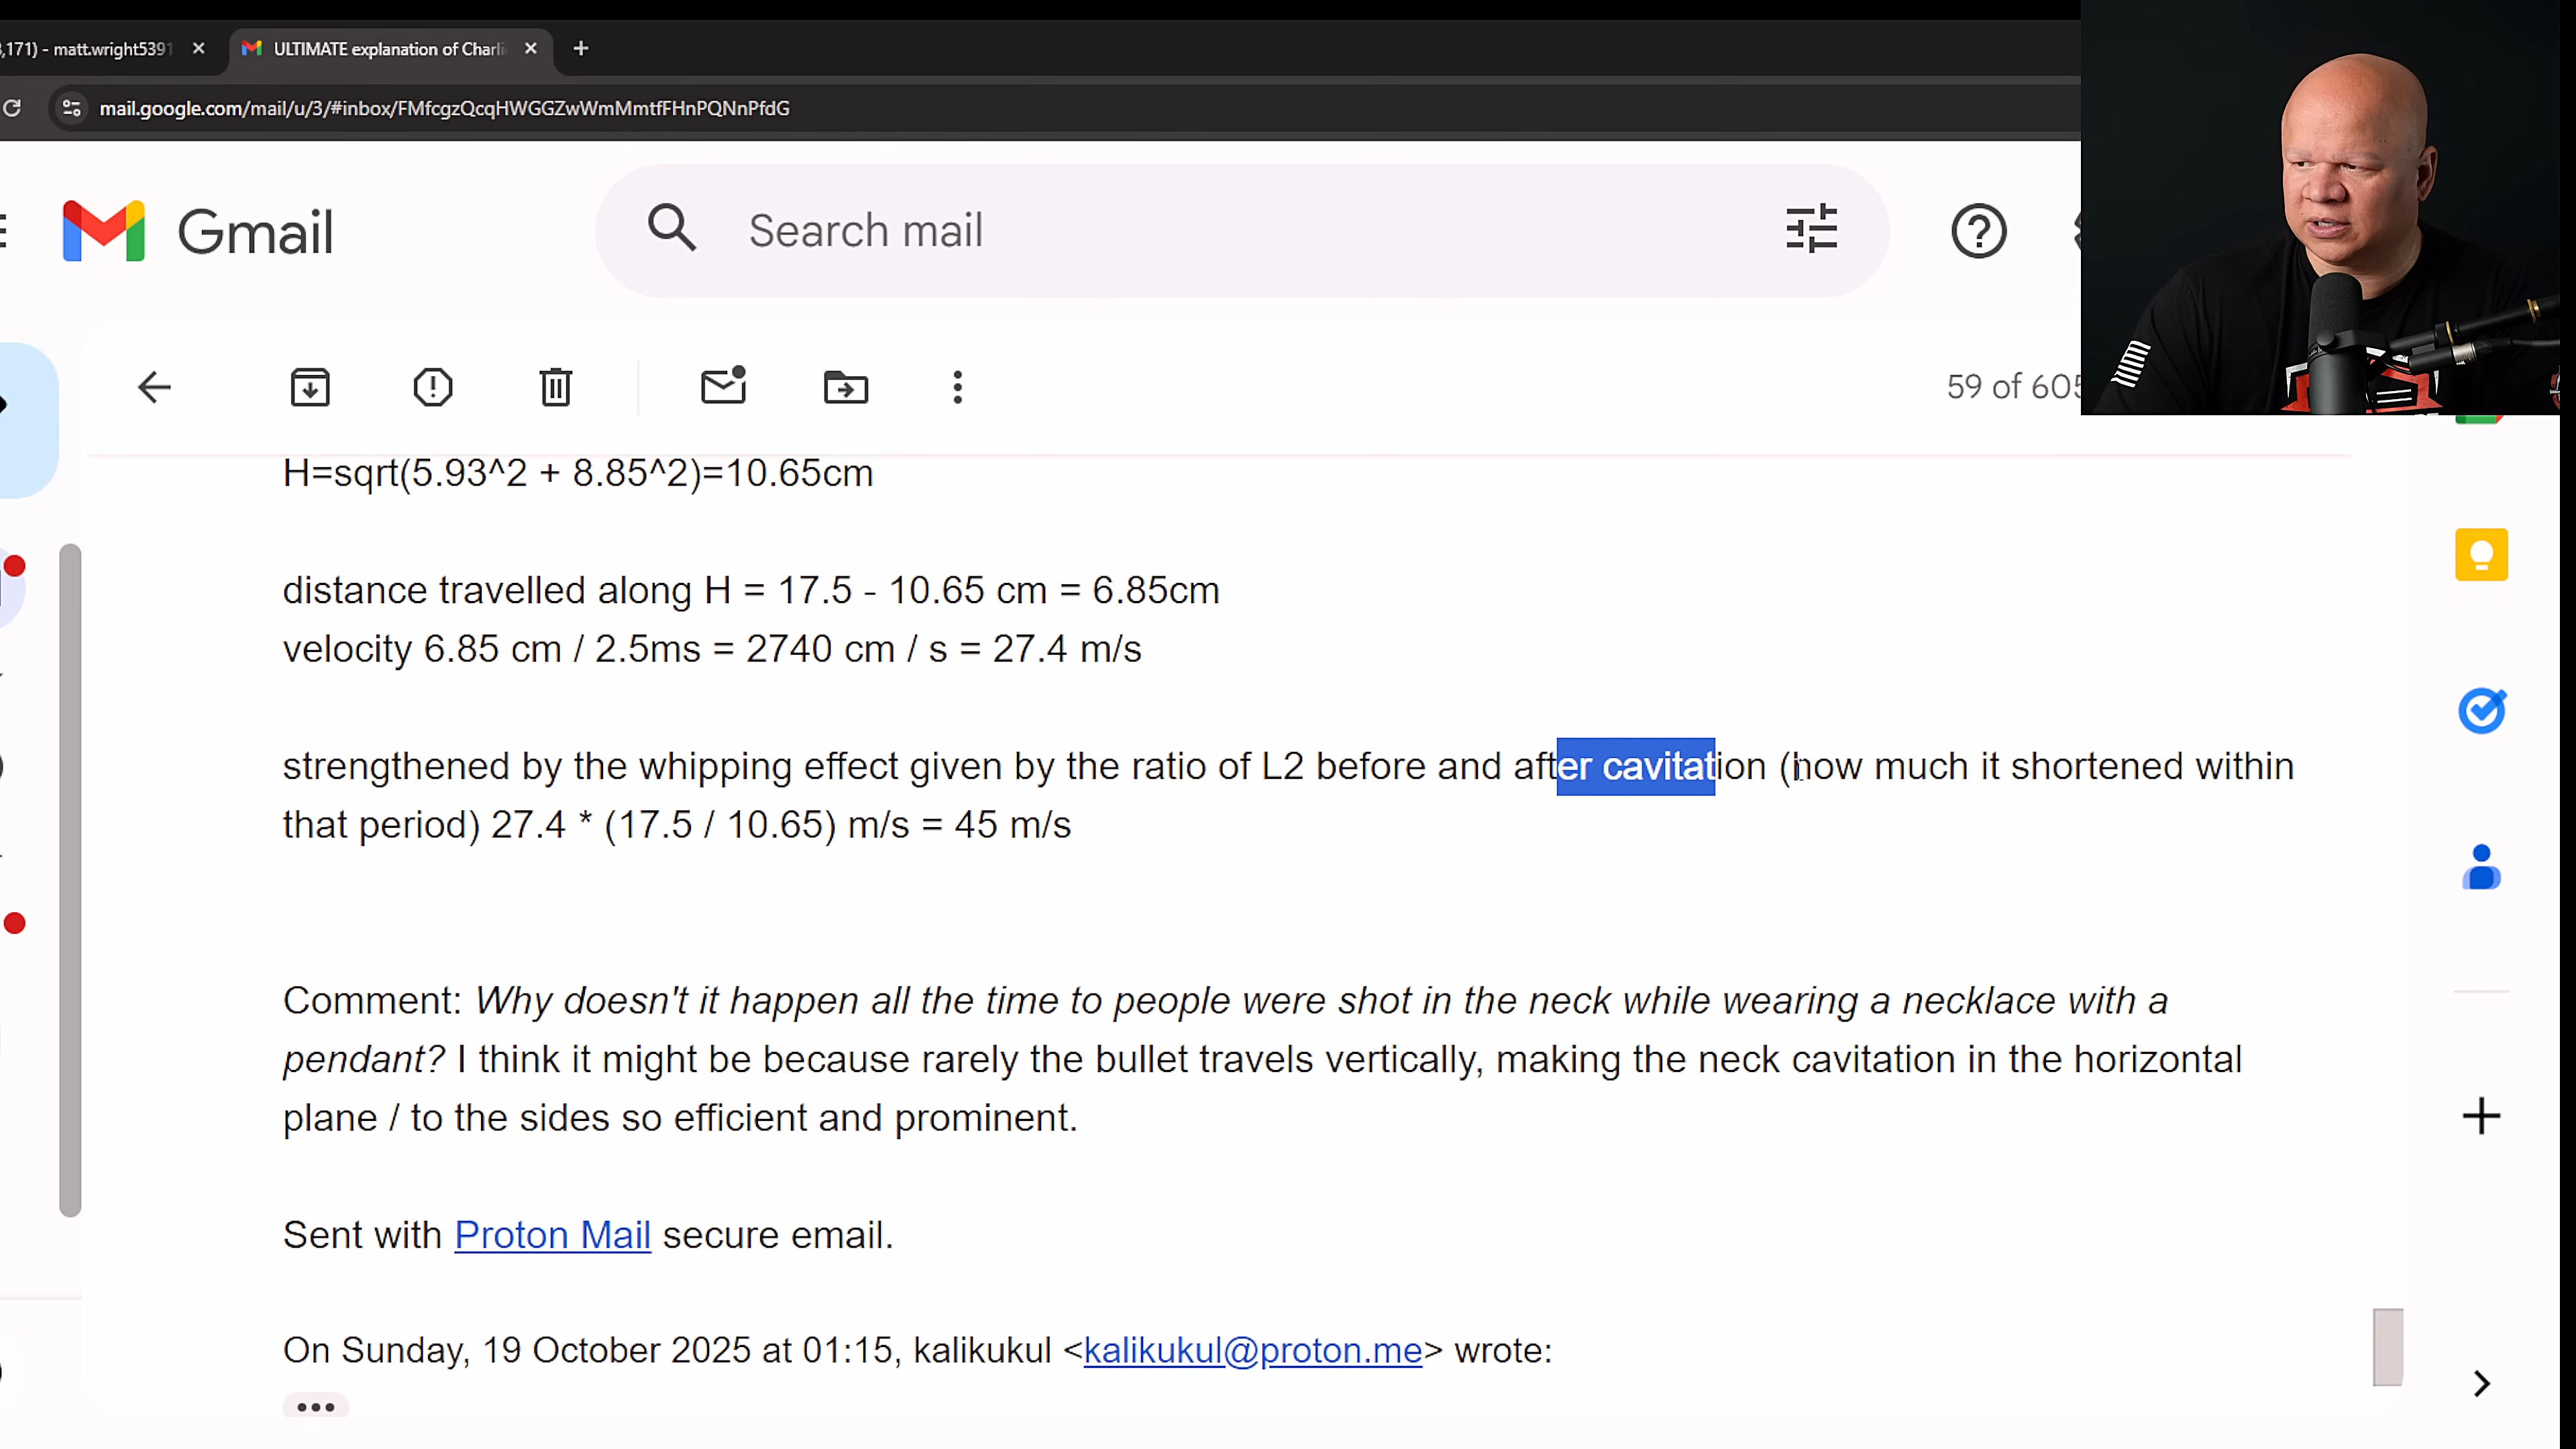 ,171) - matt.wright5391
ULTIMATE explanation of Charli
mail.google.com/mail/u/3/#inbox/FMfcgzQcqHWGGZwWmMmtfFHnPQNnPfdG
Gmail
Search mail
59 of 605
H=sqrt(5.93^2 + 8.85^2)=10.65cm
distance travelled along H = 17.5 - 10.65 cm = 6.85cm
velocity 6.85 cm / 2.5ms = 2740 cm / s = 27.4 m/s
strengthened by the whipping effect given by the ratio of L2 before and after cavitation (how much it shortened within
that period) 27.4 * (17.5 / 10.65) m/s = 45 m/s
Comment: Why doesn't it happen all the time to people were shot in the neck while wearing a necklace with a
pendant? I think it might be because rarely the bullet travels vertically, making the neck cavitation in the horizontal
plane / to the sides so efficient and prominent.
Sent with Proton Mail secure email.
On Sunday, 19 October 2025 at 01:15, kalikukul <kalikukul@proton.me> wrote: